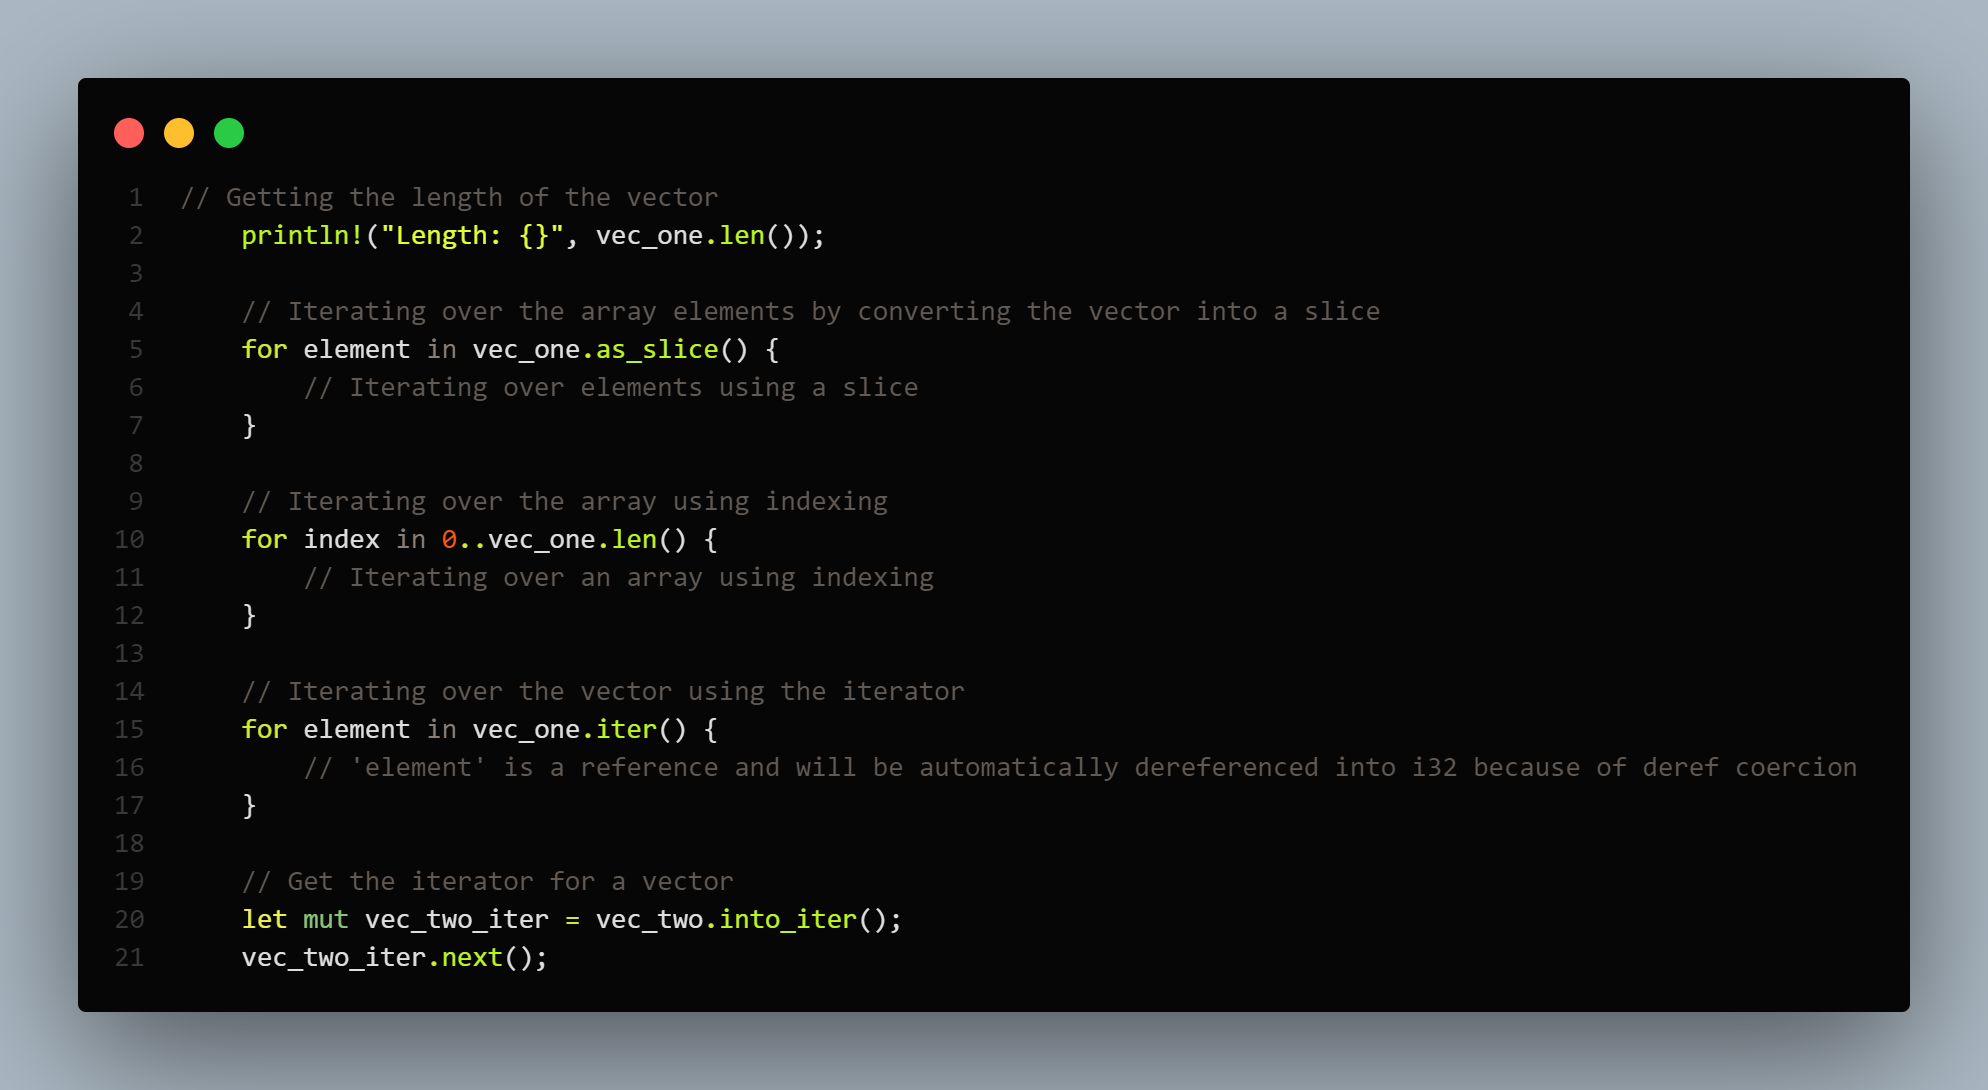 1 // Getting the length of the vector
2     println!("Length: {}", vec_one.len());
3
4     // Iterating over the array elements by converting the vector into a slice
5     for element in vec_one.as_slice() {
6         // Iterating over elements using a slice
7     }
8
9     // Iterating over the array using indexing
10     for index in 0..vec_one.len() {
11         // Iterating over an array using indexing
12     }
13
14     // Iterating over the vector using the iterator
15     for element in vec_one.iter() {
16         // 'element' is a reference and will be automatically dereferenced into i32 because of deref coercion
17     }
18
19     // Get the iterator for a vector
20     let mut vec_two_iter = vec_two.into_iter();
21     vec_two_iter.next();